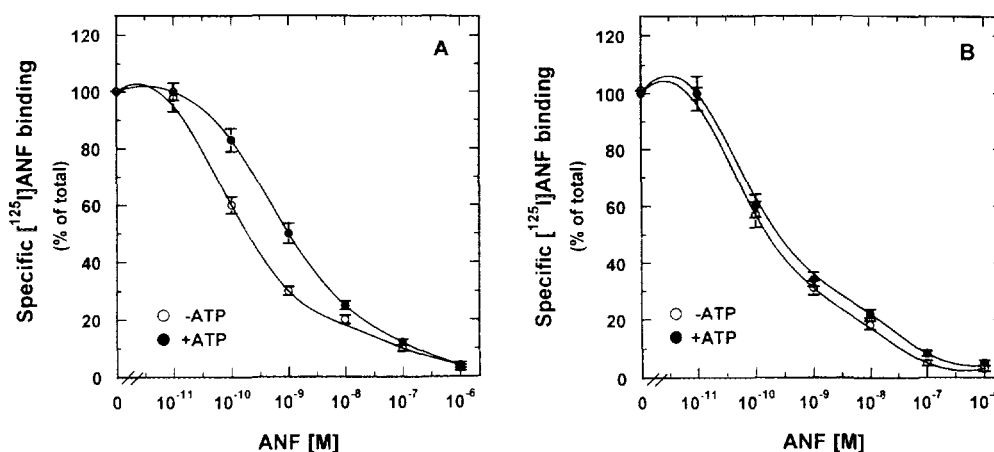 A
Specific [¹²⁵I]ANF binding
(% of total)
120
100
80
60
40
20
0
-ATP
+ATP
0
10⁻¹¹
10⁻¹⁰
10⁻⁹
10⁻⁸
10⁻⁷
10⁻⁶
ANF [M]
B
Specific [¹²⁵I]ANF binding
(% of total)
120
100
80
60
40
20
0
-ATP
+ATP
0
10⁻¹¹
10⁻¹⁰
10⁻⁹
10⁻⁸
10⁻⁷
ANF [M]